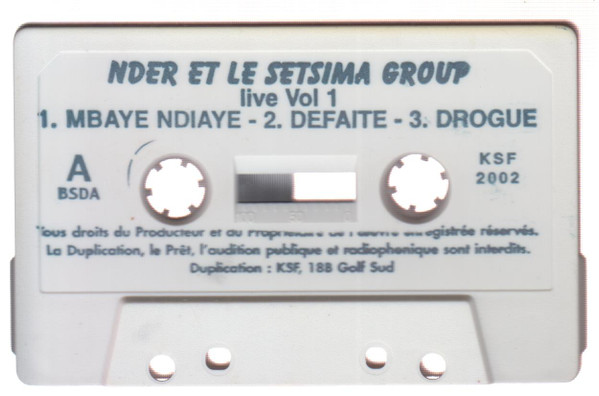 NDER ET LE SETSIMA GROUP
live Vol 1
1. MBAYE NDIAYE - 2. DEFAITE - 3. DROGUE
A
BSDA
KSF
2002
Tous droits du Producteur et du Propriétaire de l'œuvre enregistrée réservés.
La Duplication, le Prêt, l'audition publique et radiophonique sont interdits.
Duplication : KSF, 18B Golf Sud